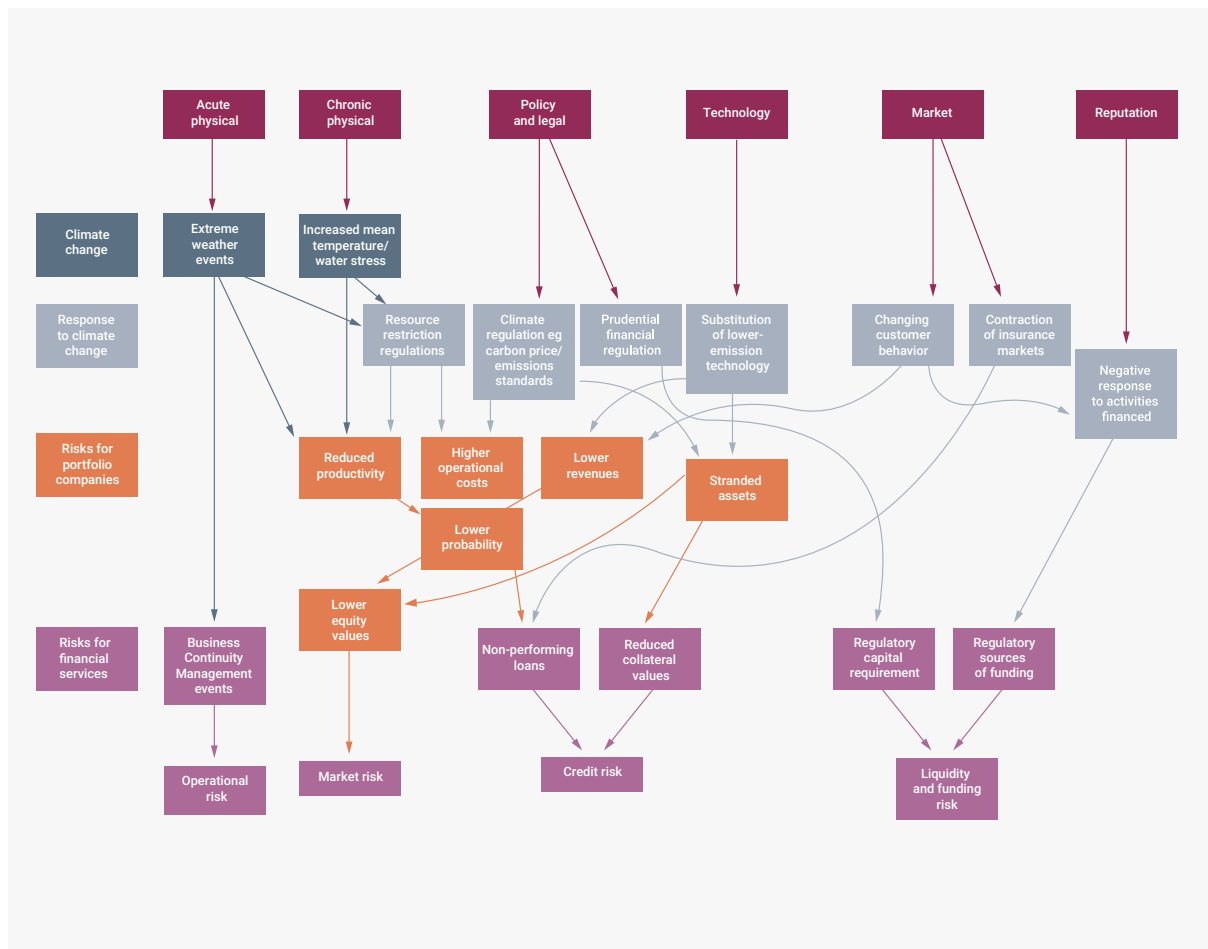 Acute
physical
Chronic
physical
Policy
and legal
Technology
Market
Reputation
Climate
change
Extreme
weather
events
Increased mean
temperature/
water stress
Response
to climate
change
Resource
restriction
regulations
Climate
regulation eg
carbon price/
emissions
standards
Prudential
financial
regulation
Substitution
of lower-
emission
technology
Changing
customer
behavior
Contraction
of insurance
markets
Negative
response
to activities
financed
Risks for
portfolio
companies
Reduced
productivity
Higher
operational
costs
Lower
revenues
Stranded
assets
Lower
probability
Lower
equity
values
Risks for
financial
services
Business
Continuity
Management
events
Non-performing
loans
Reduced
collateral
values
Regulatory
capital
requirement
Regulatory
sources
of funding
Operational
risk
Market risk
Credit risk
Liquidity
and funding
risk